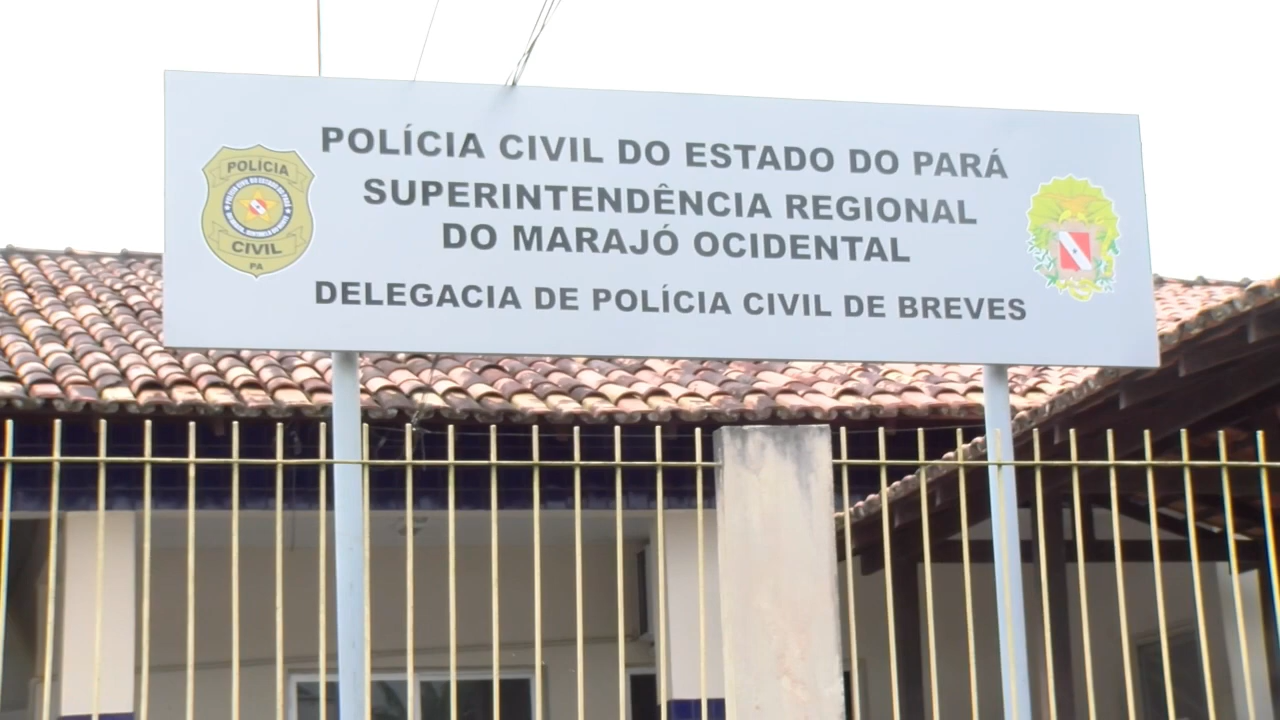 POLÍCIA CIVIL DO ESTADO DO PARÁ
SUPERINTENDÊNCIA REGIONAL
DO MARAJÓ OCIDENTAL
DELEGACIA DE POLÍCIA CIVIL DE BREVES
POLÍCIA
CIVIL
PA